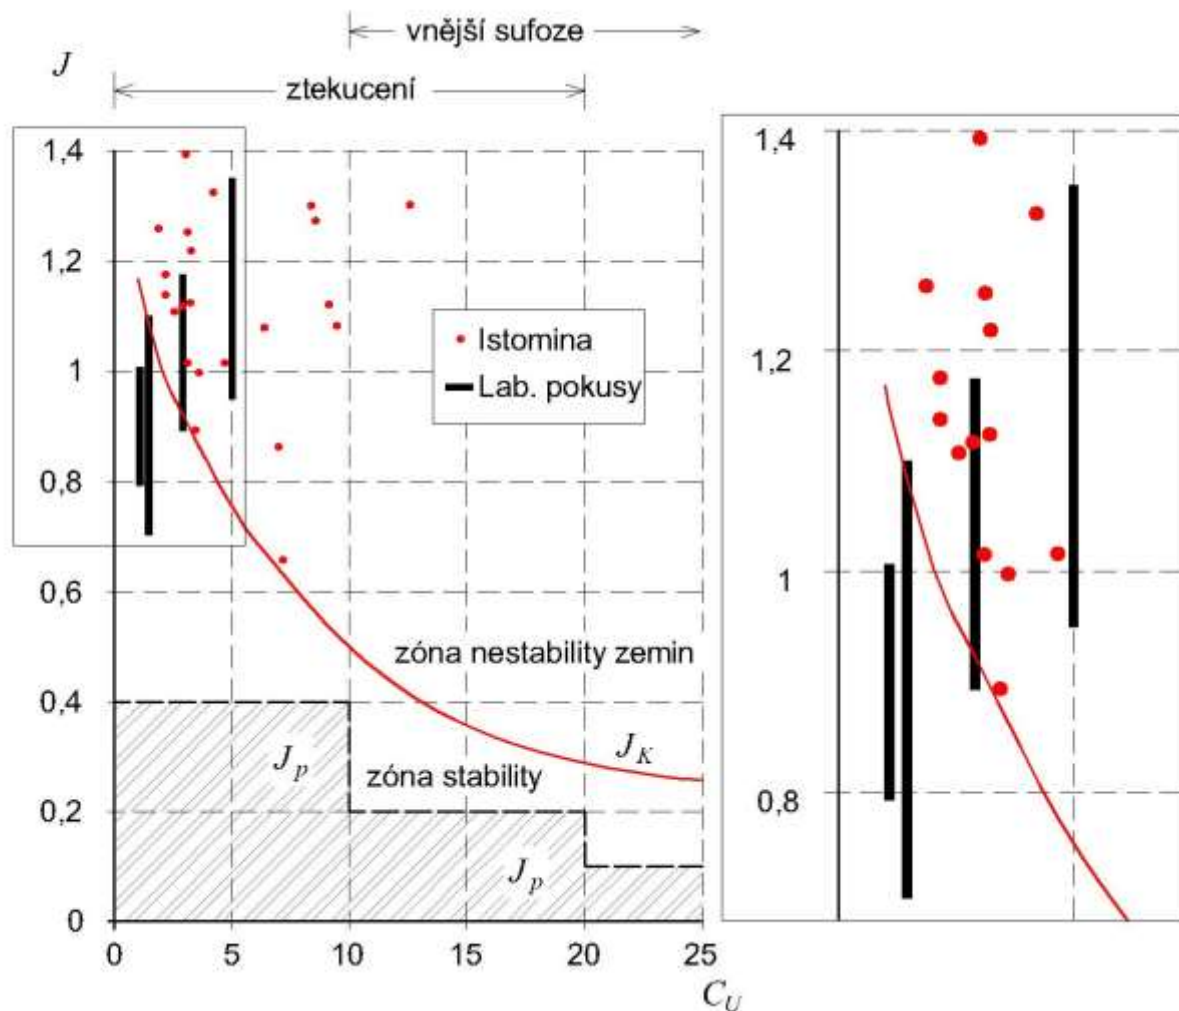 vnější sufoze
J
ztekucení
1,4
1,2
1
0,8
0,6
0,4
0,2
0
0
5
10
15
20
25
C_U
Istomina
Lab. pokusy
zóna nestability zemin
J_K
J_p
zóna stability
J_p
1,4
1,2
1
0,8